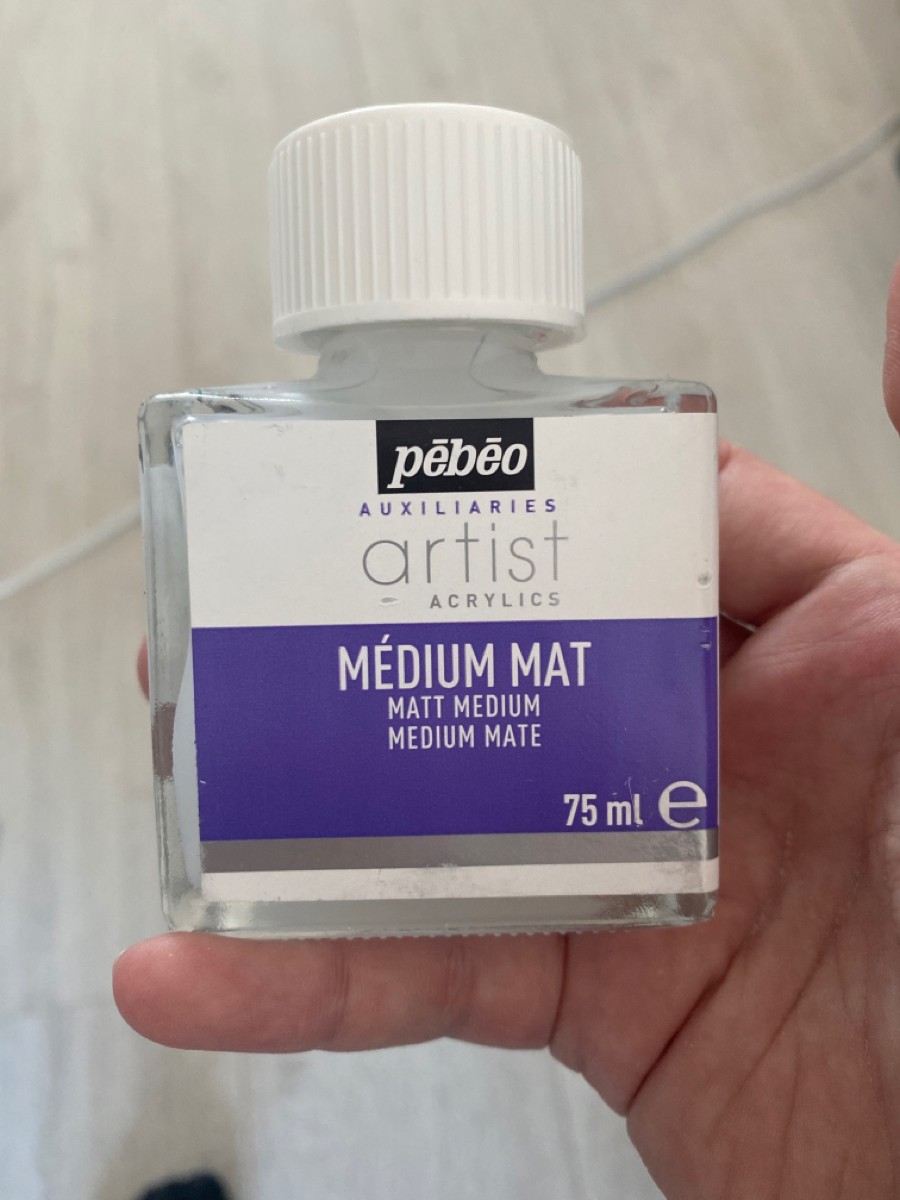 pēbēo
AUXILIARIES
artist
ACRYLICS
MÉDIUM MAT
MATT MEDIUM
MEDIUM MATE
75 ml ℮